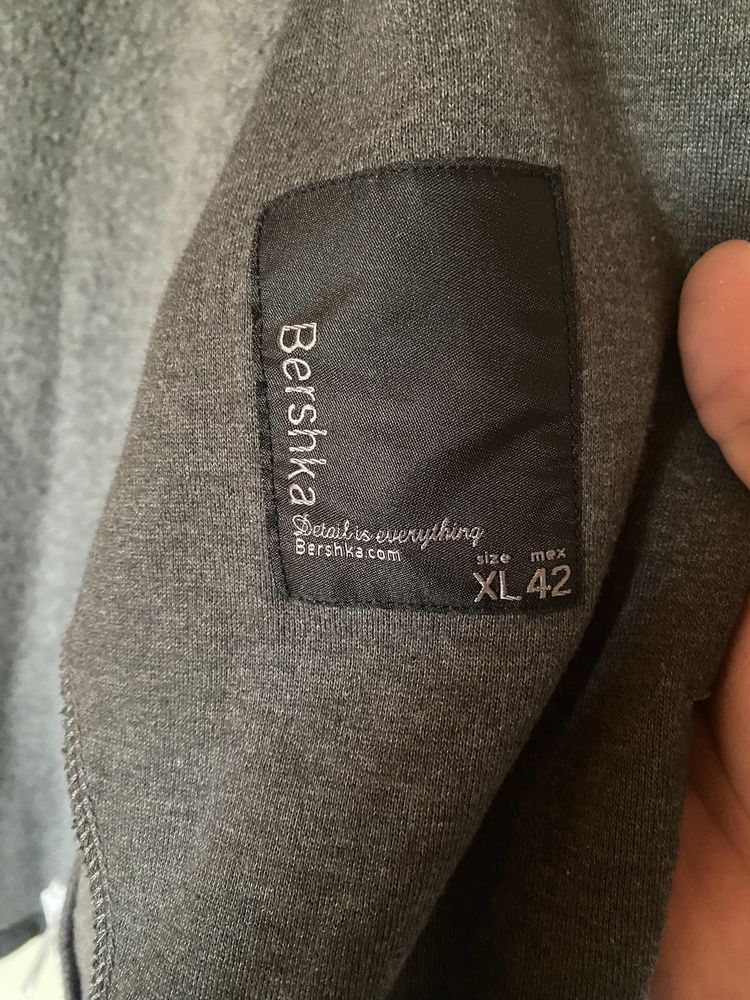 Bershka
Detail is everything
Bershka.com
size mex
XL 42